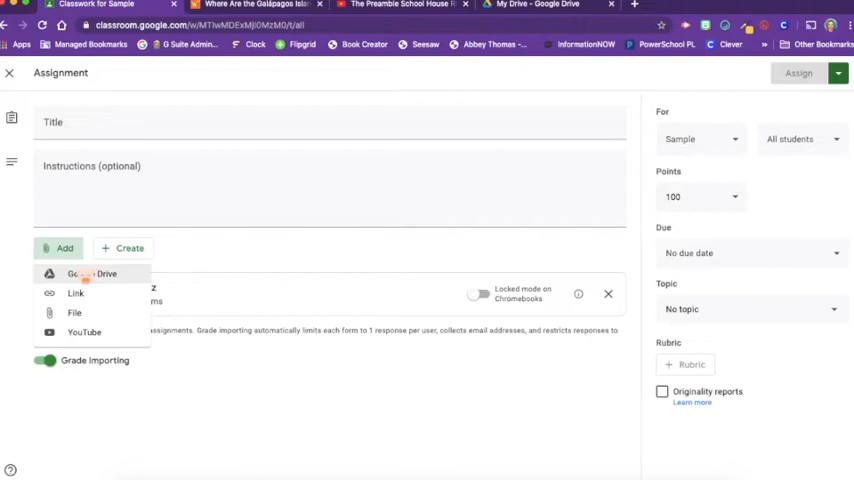 Classwork for Sample
Where Are the Galápagos Islan
The Preamble School House R
My Drive - Google Drive
classroom.google.com/w/MTIwMDExMjI0MzM0/t/all
Apps Managed Bookmarks G Suite Admin... Clock Flipgrid Book Creator Seesaw Abbey Thomas -... InformationNOW PowerSchool PL Clever Other Bookmarks
Assignment
Assign
Title
Instructions (optional)
Add
Create
Google Drive
Link
File
YouTube
z
ms
Locked mode on
Chromebooks
assignments. Grade importing automatically limits each form to 1 response per user, collects email addresses, and restricts responses to
Grade importing
For
Sample
All students
Points
100
Due
No due date
Topic
No topic
Rubric
Rubric
Originality reports
Learn more